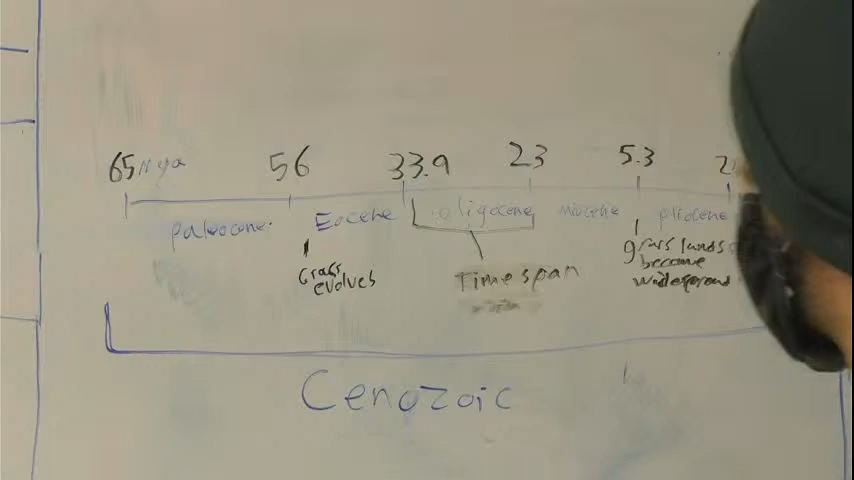 65 mya 56 33.9 23 5.3 2
paleocene Eocene oligocene miocene pliocene
Grass
evolves
Time span
grass lands
become
widespread
Cenozoic